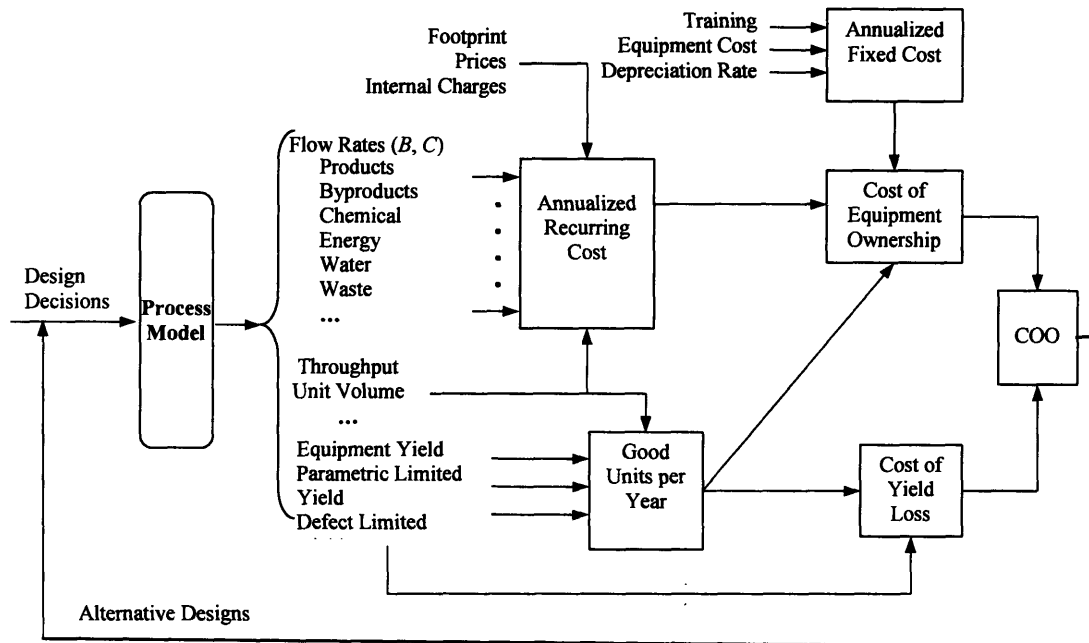 Training
Equipment Cost
Depreciation Rate
Annualized
Fixed Cost
Footprint
Prices
Internal Charges
Flow Rates (B, C)
Products
Byproducts
Chemical
Energy
Water
Waste
...
Annualized
Recurring
Cost
Cost of
Equipment
Ownership
Design
Decisions
Process
Model
COO
Throughput
Unit Volume
...
Equipment Yield
Parametric Limited
Yield
Defect Limited
Good
Units per
Year
Cost of
Yield
Loss
Alternative Designs